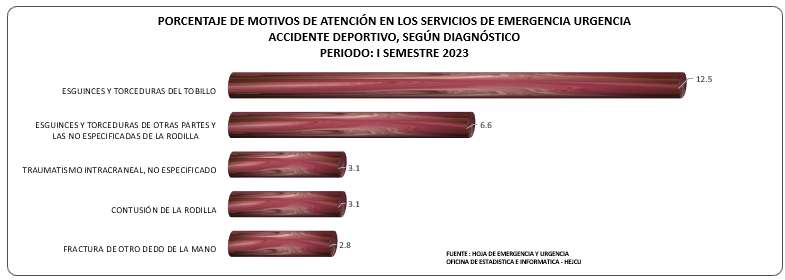 PORCENTAJE DE MOTIVOS DE ATENCIÓN EN LOS SERVICIOS DE EMERGENCIA URGENCIA
ACCIDENTE DEPORTIVO, SEGÚN DIAGNÓSTICO
PERIODO: I SEMESTRE 2023
ESGUINCES Y TORCEDURAS DEL TOBILLO
12.5
ESGUINCES Y TORCEDURAS DE OTRAS PARTES Y
LAS NO ESPECIFICADAS DE LA RODILLA
6.6
TRAUMATISMO INTRACRANEAL, NO ESPECIFICADO
3.1
CONTUSIÓN DE LA RODILLA
3.1
FRACTURA DE OTRO DEDO DE LA MANO
2.8
FUENTE : HOJA DE EMERGENCIA Y URGENCIA
OFICINA DE ESTADISTICA E INFORMATICA - HEJCU